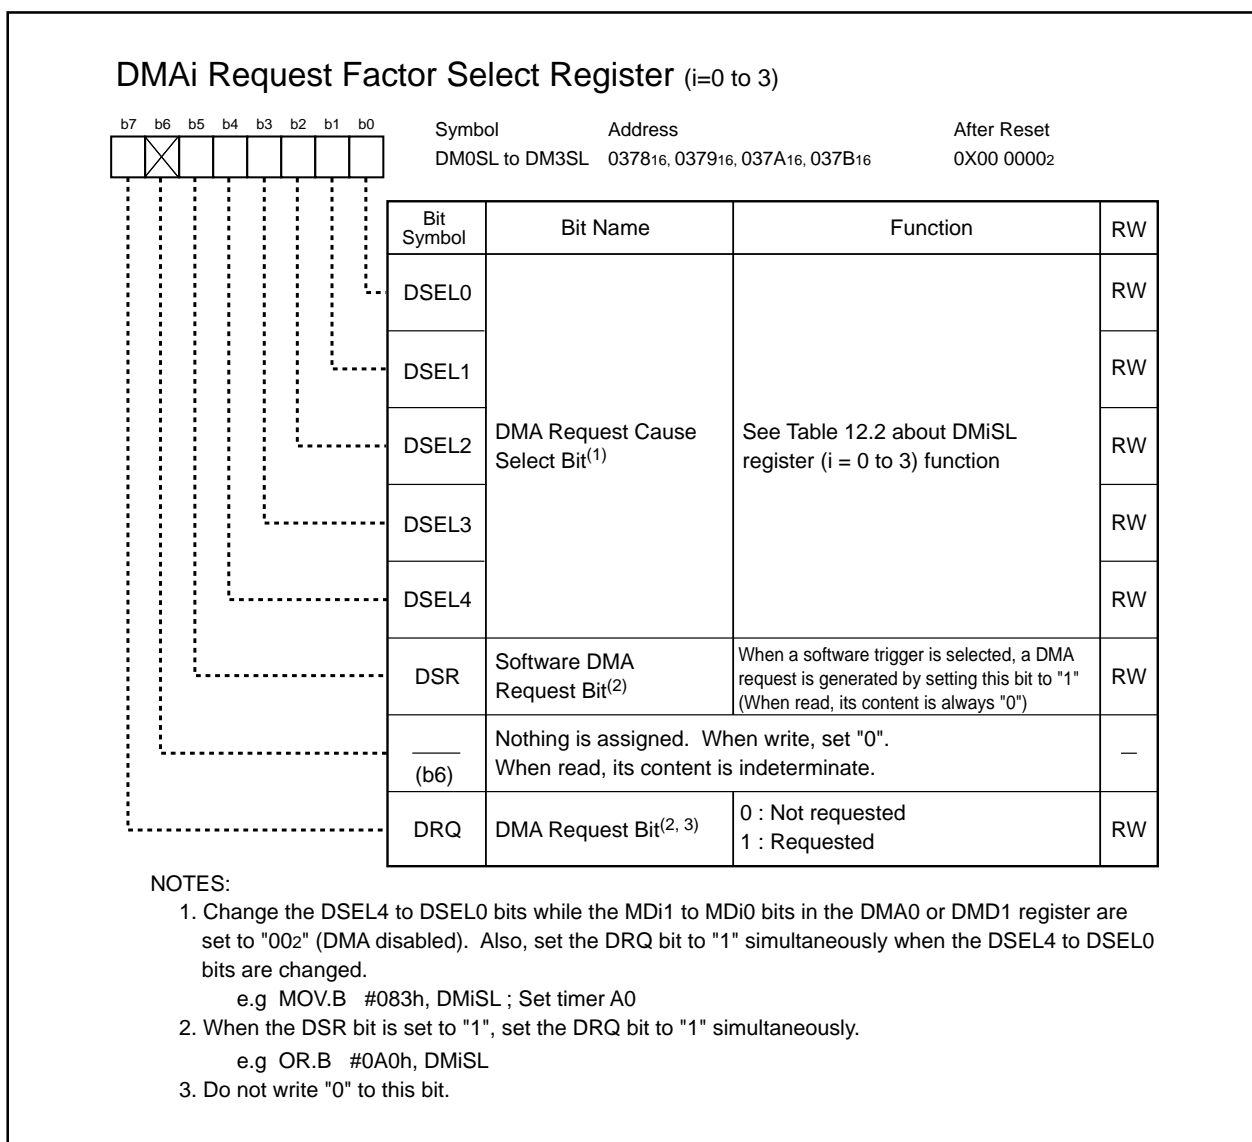 DMAi Request Factor Select Register (i=0 to 3)
b7 b6 b5 b4 b3 b2 b1 b0
Symbol Address After Reset
DM0SL to DM3SL 037816, 037916, 037A16, 037B16 0X00 00002
Bit Symbol Bit Name Function RW
DSEL0 RW
DSEL1 RW
DSEL2 RW
DMA Request Cause
Select Bit(1)
See Table 12.2 about DMiSL
register (i = 0 to 3) function
DSEL3 RW
DSEL4 RW
DSR
Software DMA
Request Bit(2)
When a software trigger is selected, a DMA
request is generated by setting this bit to "1"
(When read, its content is always "0")
RW
(b6)
Nothing is assigned. When write, set "0".
When read, its content is indeterminate.
—
DRQ DMA Request Bit(2, 3)
0 : Not requested
1 : Requested
RW
NOTES:
1. Change the DSEL4 to DSEL0 bits while the MDi1 to MDi0 bits in the DMA0 or DMD1 register are
set to "002" (DMA disabled). Also, set the DRQ bit to "1" simultaneously when the DSEL4 to DSEL0
bits are changed.
e.g MOV.B #083h, DMiSL ; Set timer A0
2. When the DSR bit is set to "1", set the DRQ bit to "1" simultaneously.
e.g OR.B #0A0h, DMiSL
3. Do not write "0" to this bit.